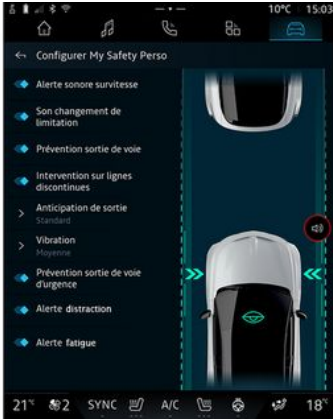 10°C 15:03
Configurer My Safety Perso
Alerte sonore survitesse
Son changement de
limitation
Prévention sortie de voie
Intervention sur lignes
discontinues
Anticipation de sortie
Standard
Vibration
Moyenne
Prévention sortie de voie
d'urgence
Alerte distraction
Alerte fatigue
21°c 2 SYNC A/C 18°